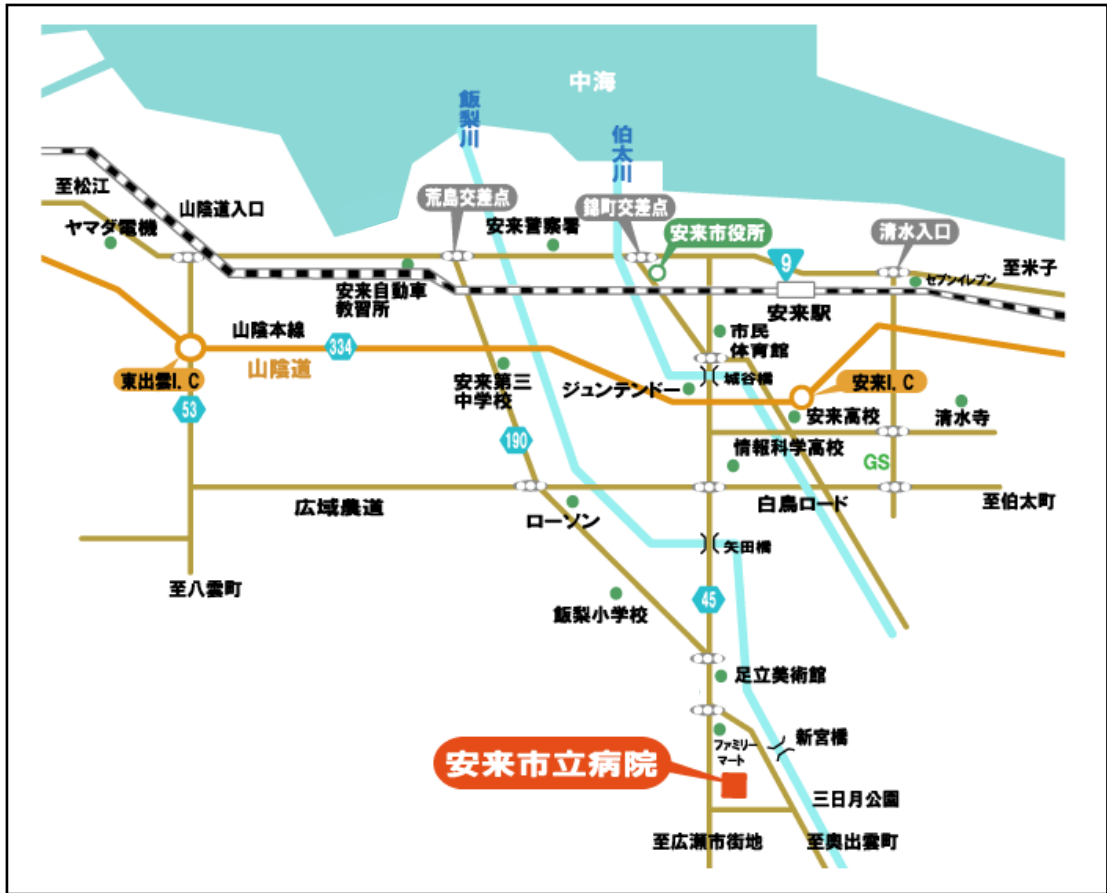 中海
飯梨川
伯太川
至松江
山陰道入口
荒島交差点
錦町交差点
ヤマダ電機
安来警察署
安来市役所
清水入口
9
至米子
セブンイレブン
安来自動車
教習所
安来駅
山陰本線
334
市民
体育館
山陰道
東出雲I.C
安来第三
中学校
ジュンテンドー
城谷橋
安来I.C
53
安来高校
清水寺
190
情報科学高校
GS
広域農道
ローソン
白鳥ロード
至伯太町
矢田橋
至八雲町
飯梨小学校
45
足立美術館
ファミリー
マート
新宮橋
安来市立病院
三日月公園
至広瀬市街地
至奥出雲町